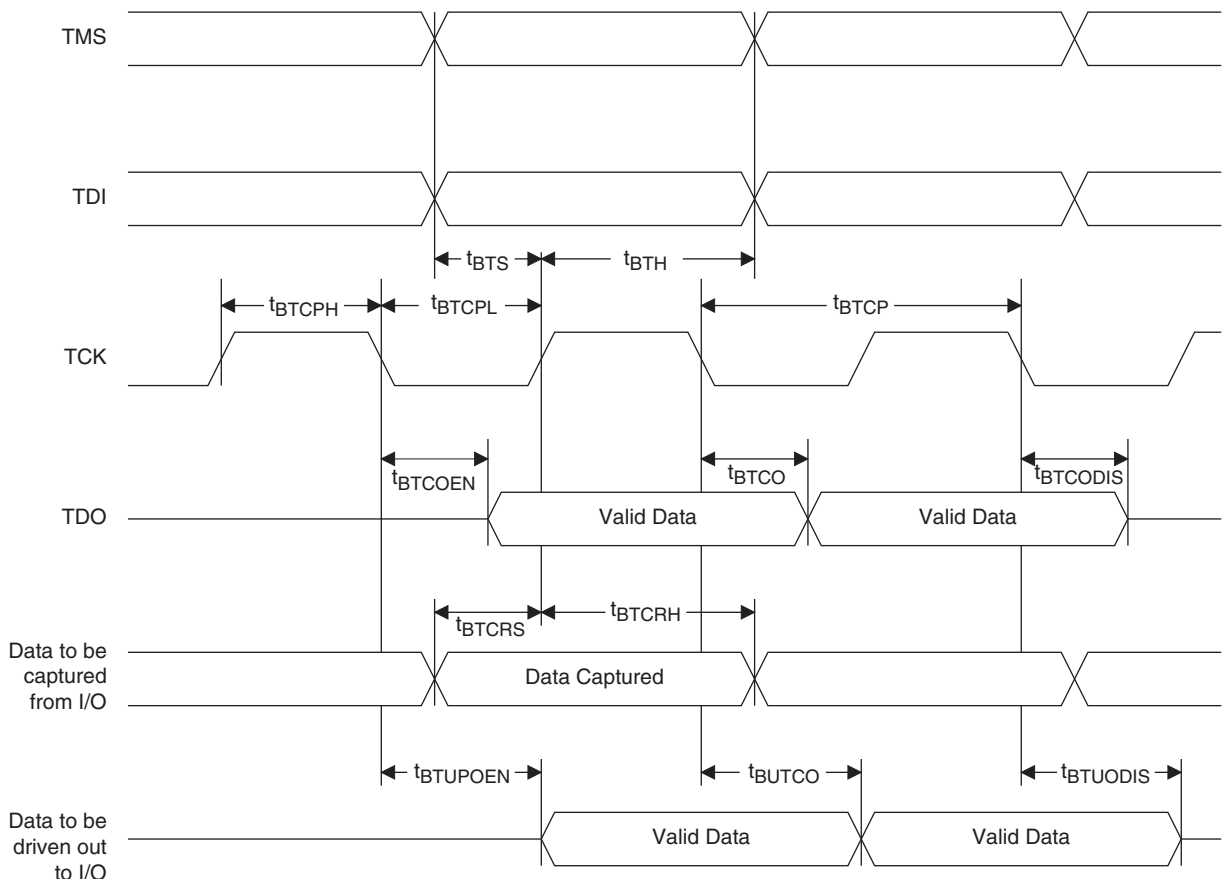 TMS
TDI
tBTS
tBTH
tBTCPH
tBTCPL
tBTCP
TCK
tBTCOEN
tBTCO
tBTCODIS
TDO
Valid Data
Valid Data
tBTCRS
tBTCRH
Data to be
captured
from I/O
Data Captured
tBTUPOEN
tBUTCO
tBTUODIS
Data to be
driven out
to I/O
Valid Data
Valid Data